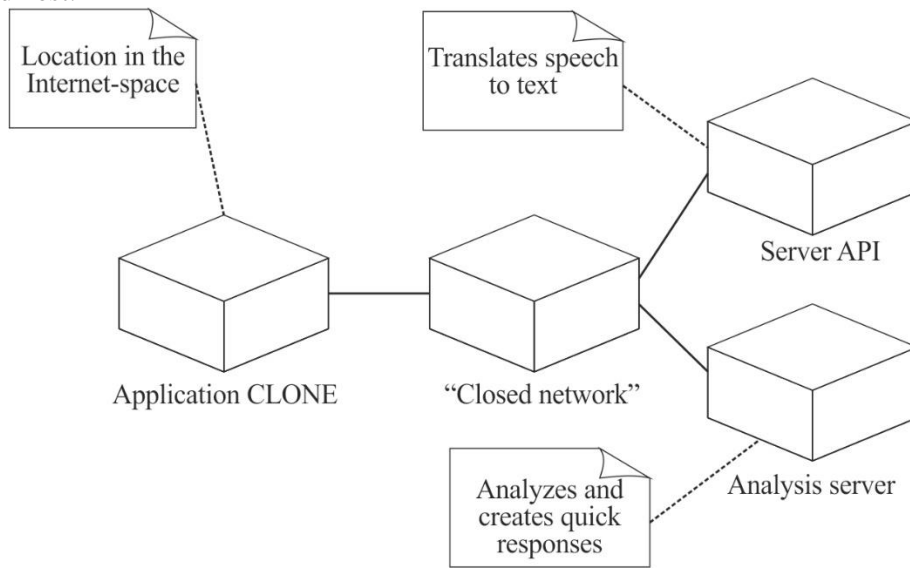 Location in the
Internet-space
Translates speech
to text
Server API
Application CLONE
“Closed network”
Analysis server
Analyzes and
creates quick
responses